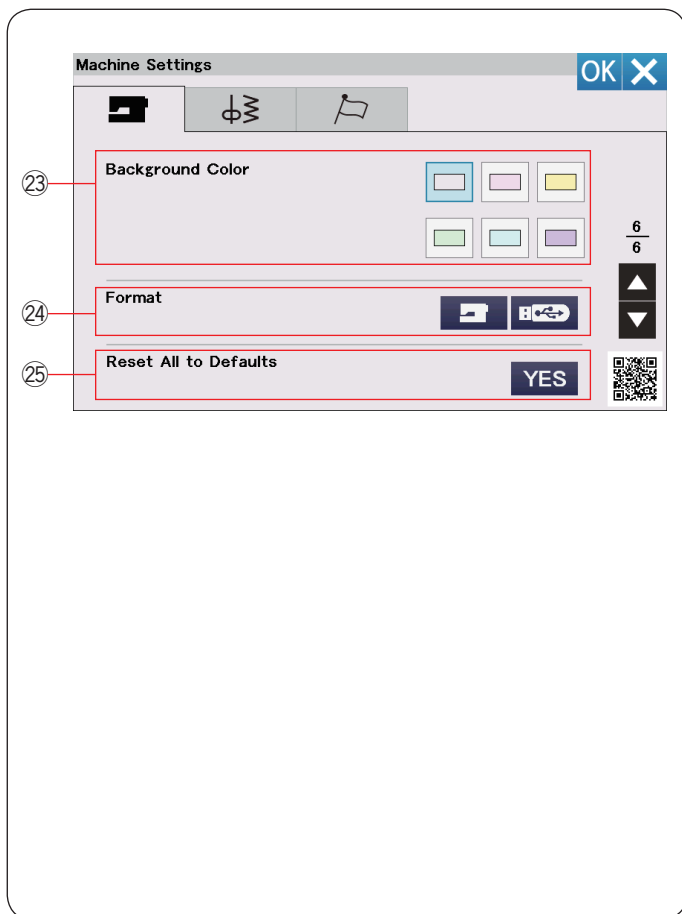 Machine Settings
OK
Background Color
㉓
6
6
Format
㉔
Reset All to Defaults
㉕
YES